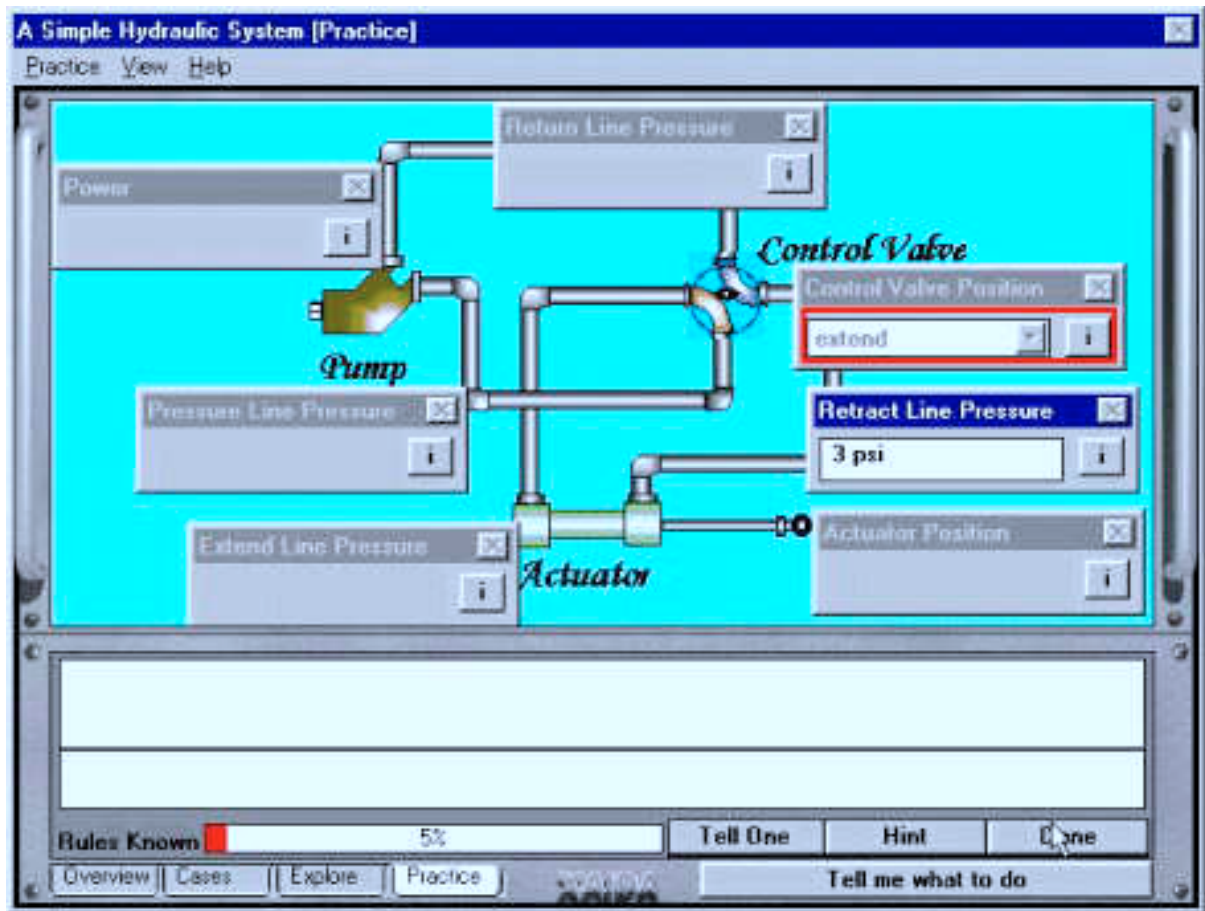 A Simple Hydraulic System [Practice]
Practice View Help
Return Line Pressure
i
Power
i
Control Valve
Control Valve Position
extend
i
Pump
Pressure Line Pressure
i
Retract Line Pressure
3 psi
i
Extend Line Pressure
i
Actuator
Actuator Position
i
Rules Known 5% Tell One Hint Done
Overview Cases Explore Practice Tell me what to do